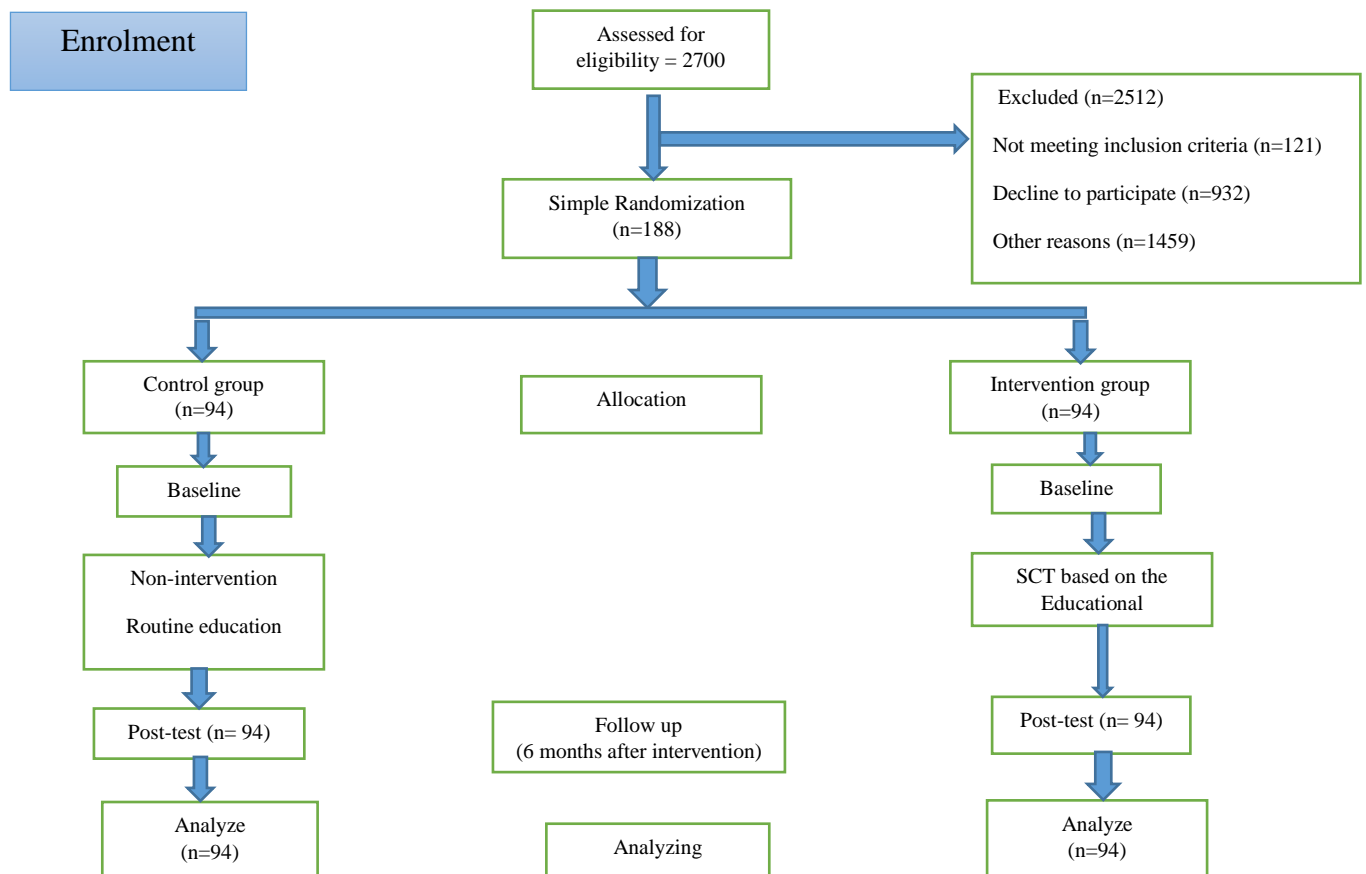 Enrolment
Assessed for
eligibility = 2700
Excluded (n=2512)
Not meeting inclusion criteria (n=121)
Decline to participate (n=932)
Other reasons (n=1459)
Simple Randomization
(n=188)
Control group
(n=94)
Allocation
Intervention group
(n=94)
Baseline
Baseline
Non-intervention
Routine education
SCT based on the
Educational
Post-test (n= 94)
Follow up
(6 months after intervention)
Post-test (n= 94)
Analyze
(n=94)
Analyzing
Analyze
(n=94)